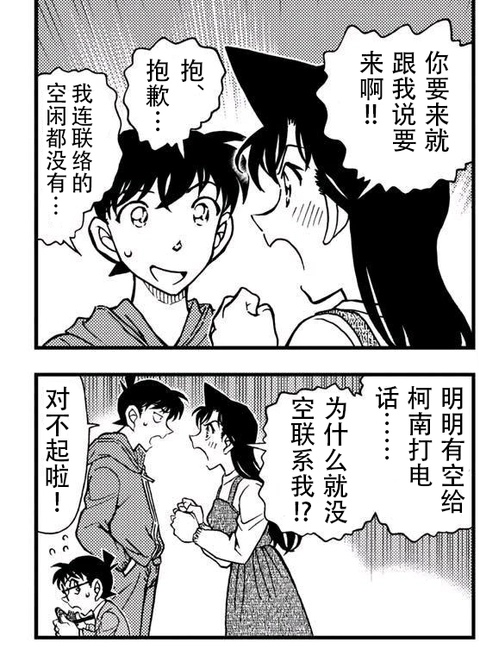 你要来就
跟我说要
来啊!!
抱、
抱歉…
我连联络的
空闲都没有…
明明有空给
柯南打电
话……
为什么就没
空联系我!?
对不起啦！